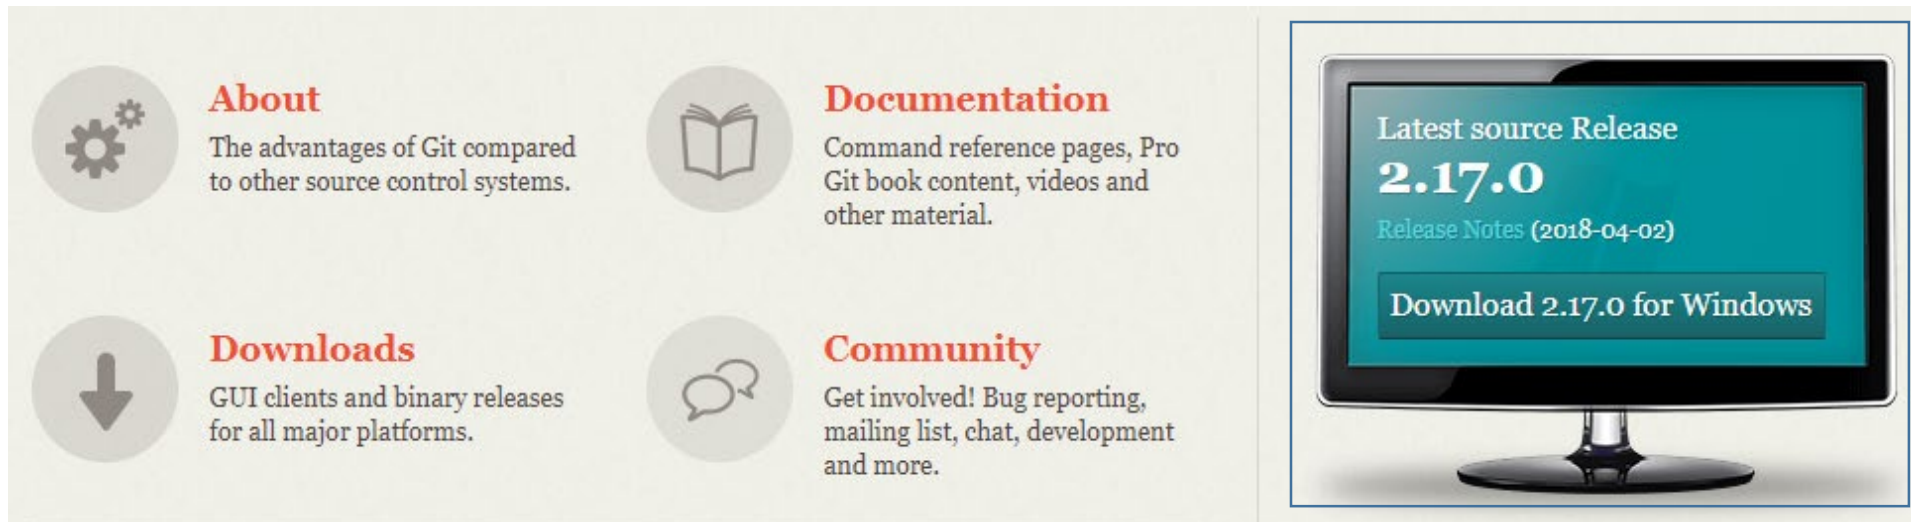 About
The advantages of Git compared
to other source control systems.
Documentation
Command reference pages, Pro
Git book content, videos and
other material.
Downloads
GUI clients and binary releases
for all major platforms.
Community
Get involved! Bug reporting,
mailing list, chat, development
and more.
Latest source Release
2.17.0
Release Notes (2018-04-02)
Download 2.17.0 for Windows